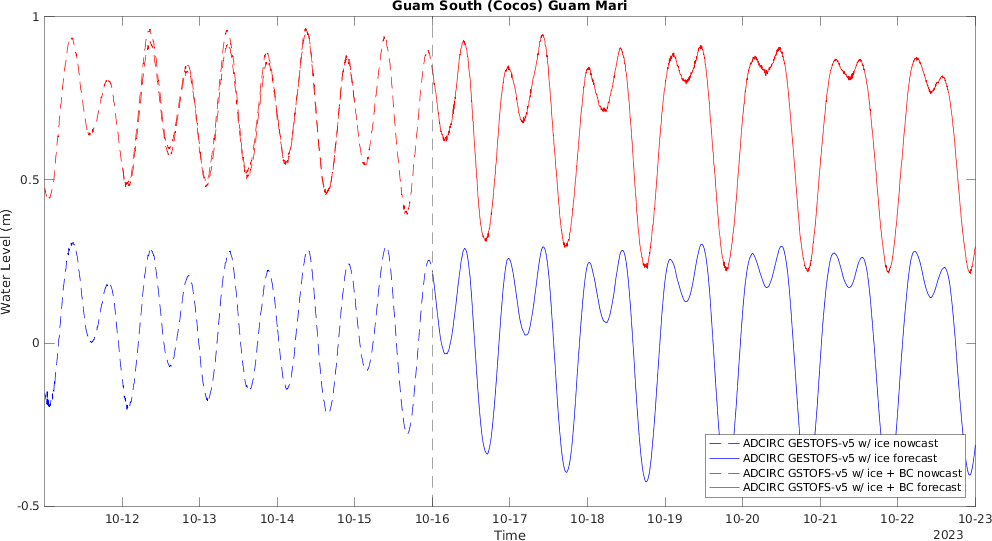 Guam South (Cocos) Guam Mari
1
0.5
0
-0.5
Water Level (m)
ADCIRC GESTOFS-v5 w/ ice nowcast
ADCIRC GESTOFS-v5 w/ ice forecast
ADCIRC GSTOFS-v5 w/ ice + BC nowcast
ADCIRC GSTOFS-v5 w/ ice + BC forecast
10-12 10-13 10-14 10-15 10-16 10-17 10-18 10-19 10-20 10-21 10-22 10-23
Time
2023